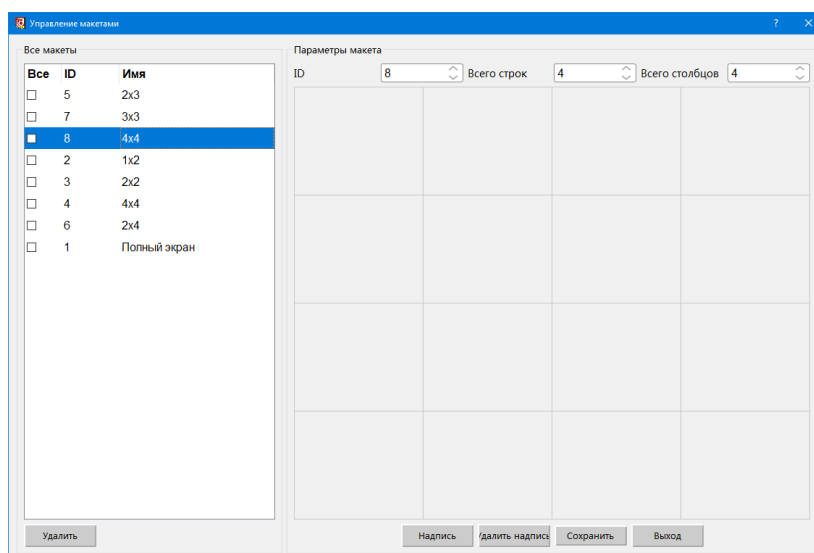 Управление макетами ?
Все макеты
Все ID Имя
5 2x3
7 3x3
8 4x4
2 1x2
3 2x2
4 4x4
6 2x4
1 Полный экран
Удалить
Параметры макета
ID 8 Всего строк 4 Всего столбцов 4
Надпись далить надпись Сохранить Выход